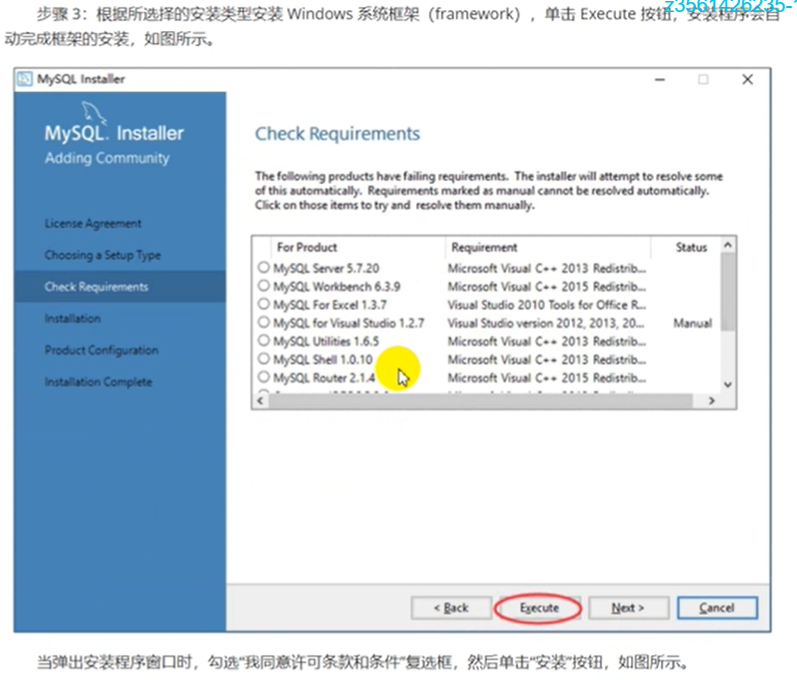 z3561426235-
步骤 3：根据所选择的安装类型安装 Windows 系统框架（framework），单击 Execute 按钮，安装程序会自
动完成框架的安装，如图所示。
MySQL Installer
MySQL. Installer
Adding Community
License Agreement
Choosing a Setup Type
Check Requirements
Installation
Product Configuration
Installation Complete
Check Requirements
The following products have failing requirements. The installer will attempt to resolve some
of this automatically. Requirements marked as manual cannot be resolved automatically.
Click on those items to try and resolve them manually.
For Product Requirement Status
MySQL Server 5.7.20 Microsoft Visual C++ 2013 Redistrib...
MySQL Workbench 6.3.9 Microsoft Visual C++ 2015 Redistrib...
MySQL For Excel 1.3.7 Visual Studio 2010 Tools for Office R...
MySQL for Visual Studio 1.2.7 Visual Studio version 2012, 2013, 20... Manual
MySQL Utilities 1.6.5 Microsoft Visual C++ 2013 Redistrib...
MySQL Shell 1.0.10 Microsoft Visual C++ 2013 Redistrib...
MySQL Router 2.1.4 Microsoft Visual C++ 2015 Redistrib...
< Back Execute Next > Cancel
当弹出安装程序窗口时，勾选“我同意许可条款和条件”复选框，然后单击“安装”按钮，如图所示。